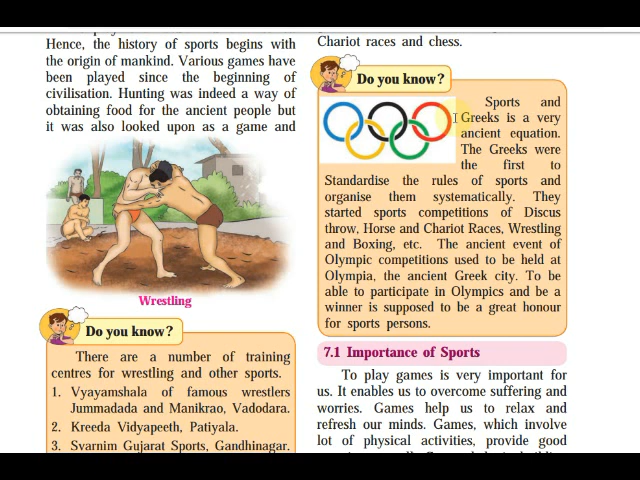 Hence, the history of sports begins with
the origin of mankind. Various games have
been played since the beginning of
civilisation. Hunting was indeed a way of
obtaining food for the ancient people but
it was also looked upon as a game and
Wrestling
Do you know?
There are a number of training
centres for wrestling and other sports.
1. Vyayamshala of famous wrestlers
Jummadada and Manikrao, Vadodara.
2. Kreeda Vidyapeeth, Patiyala.
3. Svarnim Gujarat Sports, Gandhinagar.
Chariot races and chess.
Do you know?
Sports and
Greeks is a very
ancient equation.
The Greeks were
the first to
Standardise the rules of sports and
organise them systematically. They
started sports competitions of Discus
throw, Horse and Chariot Races, Wrestling
and Boxing, etc. The ancient event of
Olympic competitions used to be held at
Olympia, the ancient Greek city. To be
able to participate in Olympics and be a
winner is supposed to be a great honour
for sports persons.
7.1 Importance of Sports
To play games is very important for
us. It enables us to overcome suffering and
worries. Games help us to relax and
refresh our minds. Games, which involve
lot of physical activities, provide good